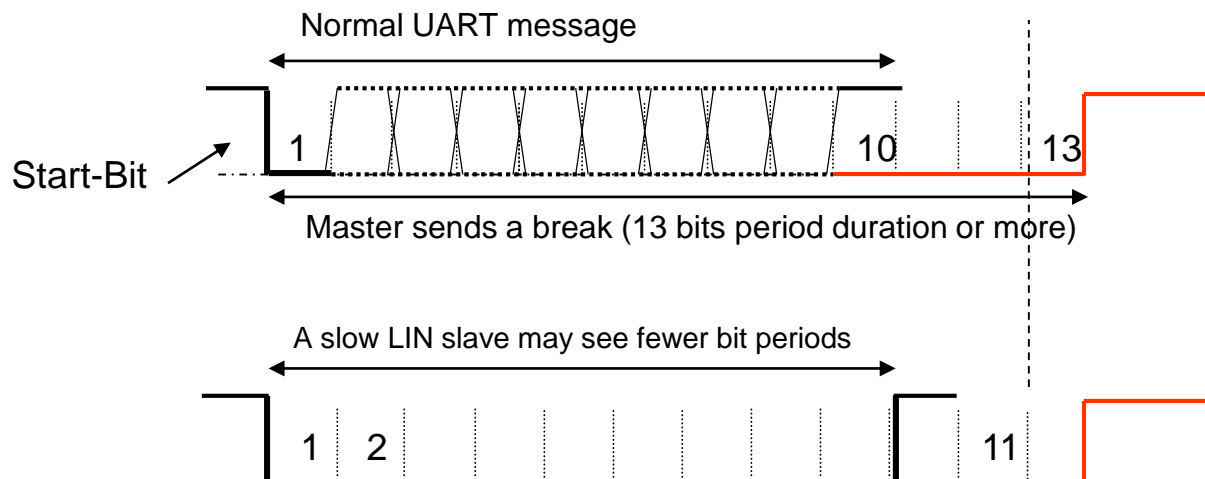 Normal UART message
1
10
13
Start-Bit
Master sends a break (13 bits period duration or more)
A slow LIN slave may see fewer bit periods
1
2
11